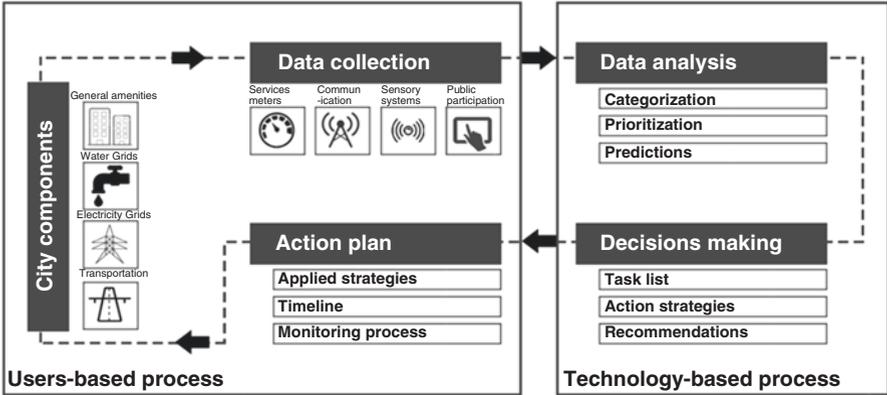 Data collection
Services meters
Commun -ication
Sensory systems
Public participation
City components
General amenities
Water Grids
Electricity Grids
Transportation
Action plan
Applied strategies
Timeline
Monitoring process
Users-based process
Data analysis
Categorization
Prioritization
Predictions
Decisions making
Task list
Action strategies
Recommendations
Technology-based process